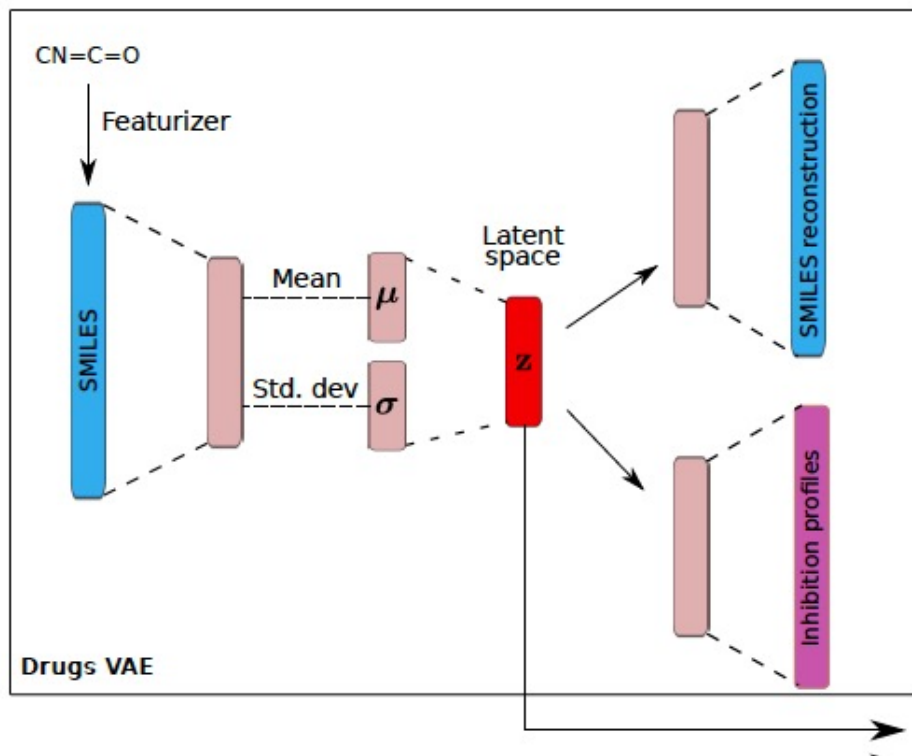 CN=C=O
Featurizer
SMILES
Mean
Std. dev
μ
σ
Latent
space
z
SMILES reconstruction
Inhibition profiles
Drugs VAE